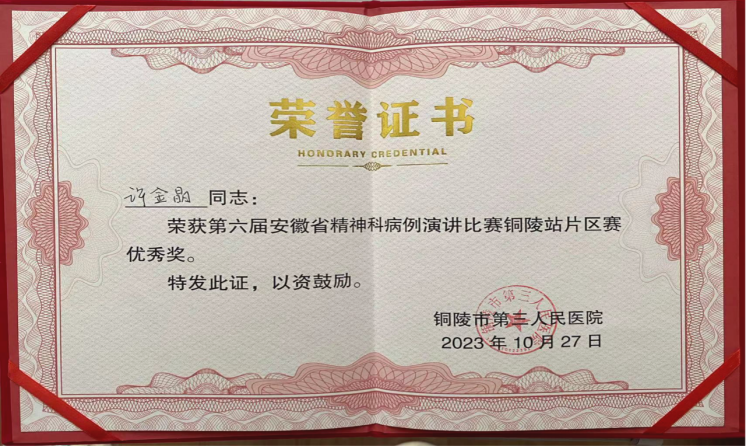 荣誉证书
HONORARY CREDENTIAL
许金晶 同志：
荣获第六届安徽省精神科病例演讲比赛铜陵站片区赛
优秀奖。
特发此证，以资鼓励。
铜陵市第三人民医院
2023 年 10 月 27 日